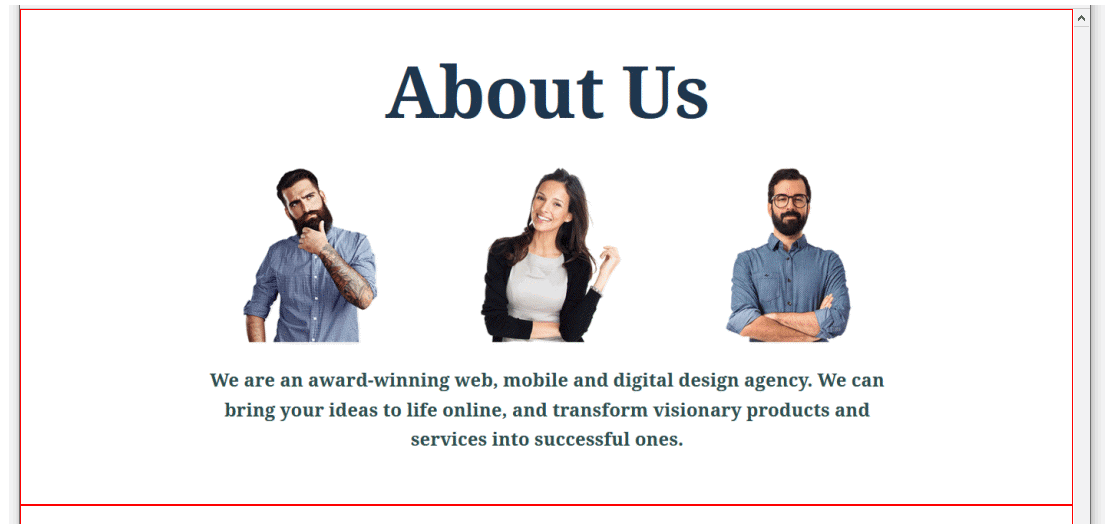 About Us
We are an award-winning web, mobile and digital design agency. We can
bring your ideas to life online, and transform visionary products and
services into successful ones.